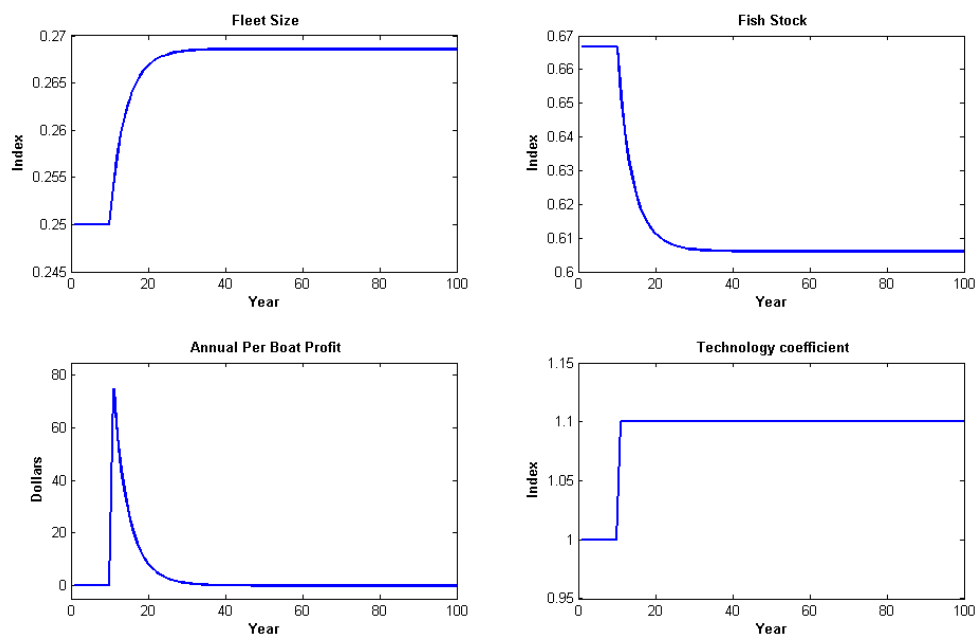 Fleet Size
0.27
0.265
0.26
0.255
0.25
0.245
Index
0 20 40 60 80 100
Year
Fish Stock
0.67
0.66
0.65
0.64
0.63
0.62
0.61
0.6
Index
0 20 40 60 80 100
Year
Annual Per Boat Profit
80
60
40
20
0
Dollars
0 20 40 60 80 100
Year
Technology coefficient
1.15
1.1
1.05
1
0.95
Index
0 20 40 60 80 100
Year